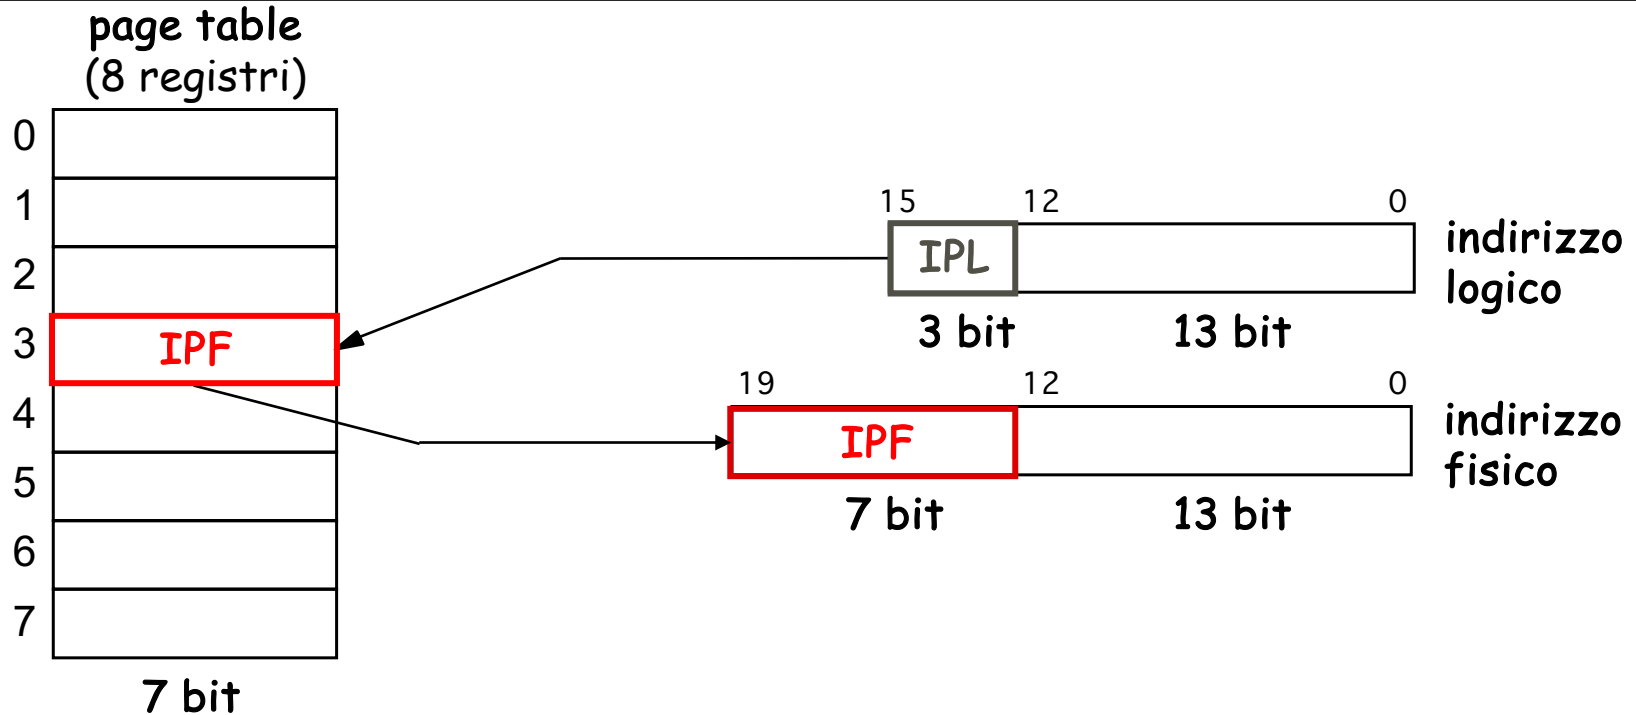 page table
(8 registri)
0
1
2
3
4
5
6
7
IPF
7 bit
15 12 0
IPL
indirizzo
logico
3 bit 13 bit
19 12 0
IPF
indirizzo
fisico
7 bit 13 bit